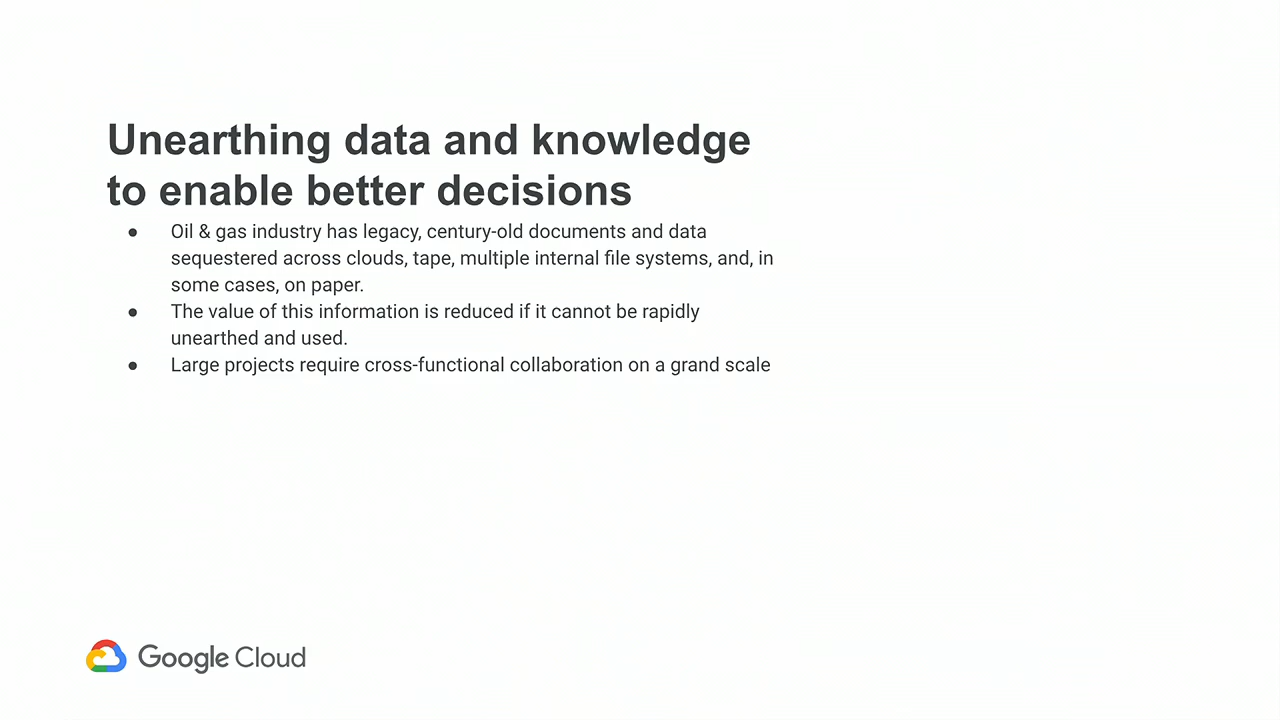 Unearthing data and knowledge
to enable better decisions
● Oil & gas industry has legacy, century-old documents and data
sequestered across clouds, tape, multiple internal file systems, and, in
some cases, on paper.
● The value of this information is reduced if it cannot be rapidly
unearthed and used.
● Large projects require cross-functional collaboration on a grand scale
Google Cloud